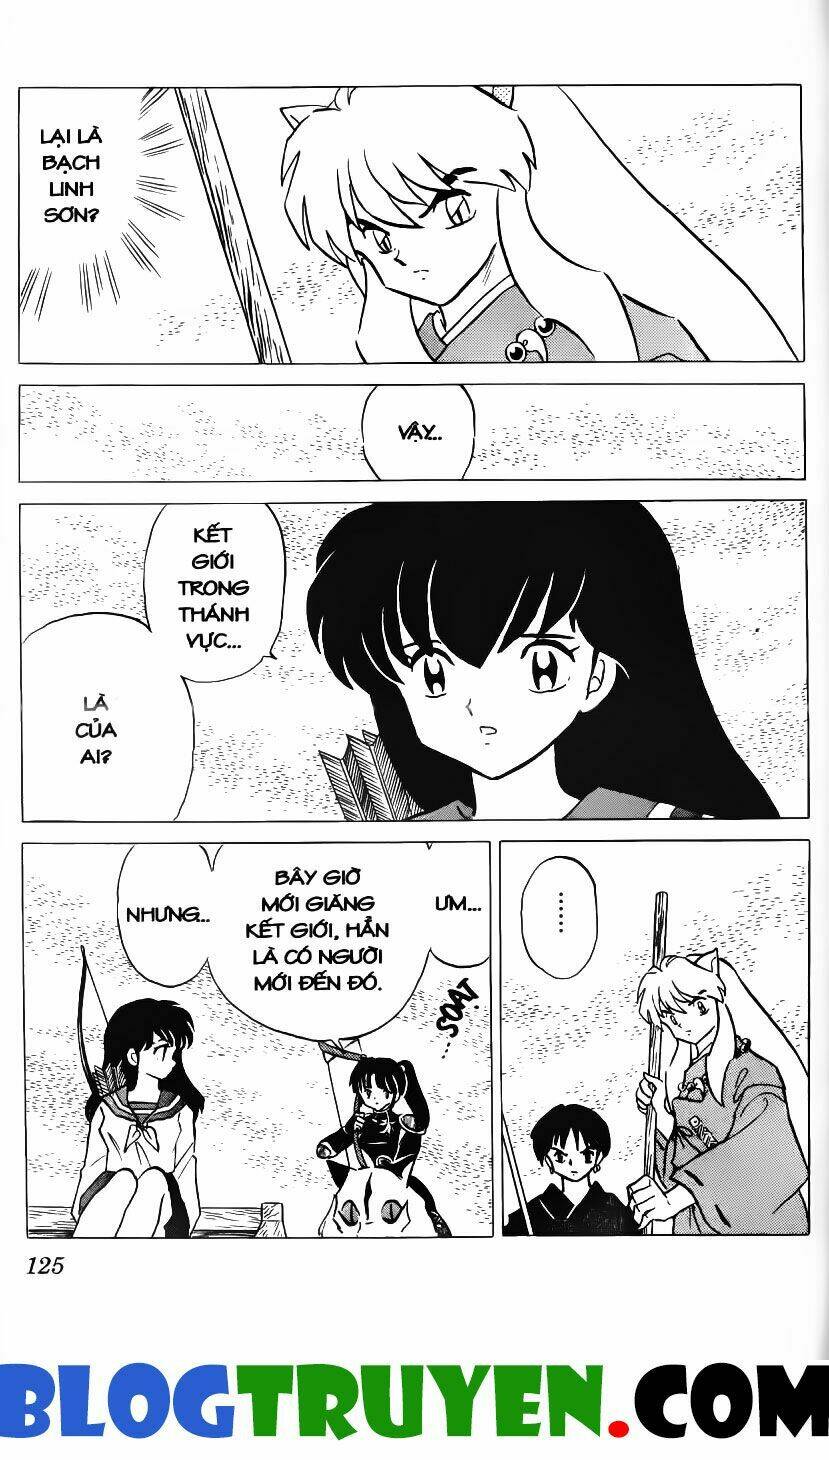 LẠI LÀ
BẠCH
LINH
SƠN?
VẬY...
KẾT
GIỚI
TRONG
THÁNH
VỰC...
LÀ
CỦA
AI?
NHƯNG...
BÂY GIỜ
MỚI GIĂNG
KẾT GIỚI, HẲN
LÀ CÓ NGƯỜI
MỚI ĐẾN ĐÓ.
ƯM...
SOẠT
...
......
125
BLOGTRUYEN.COM